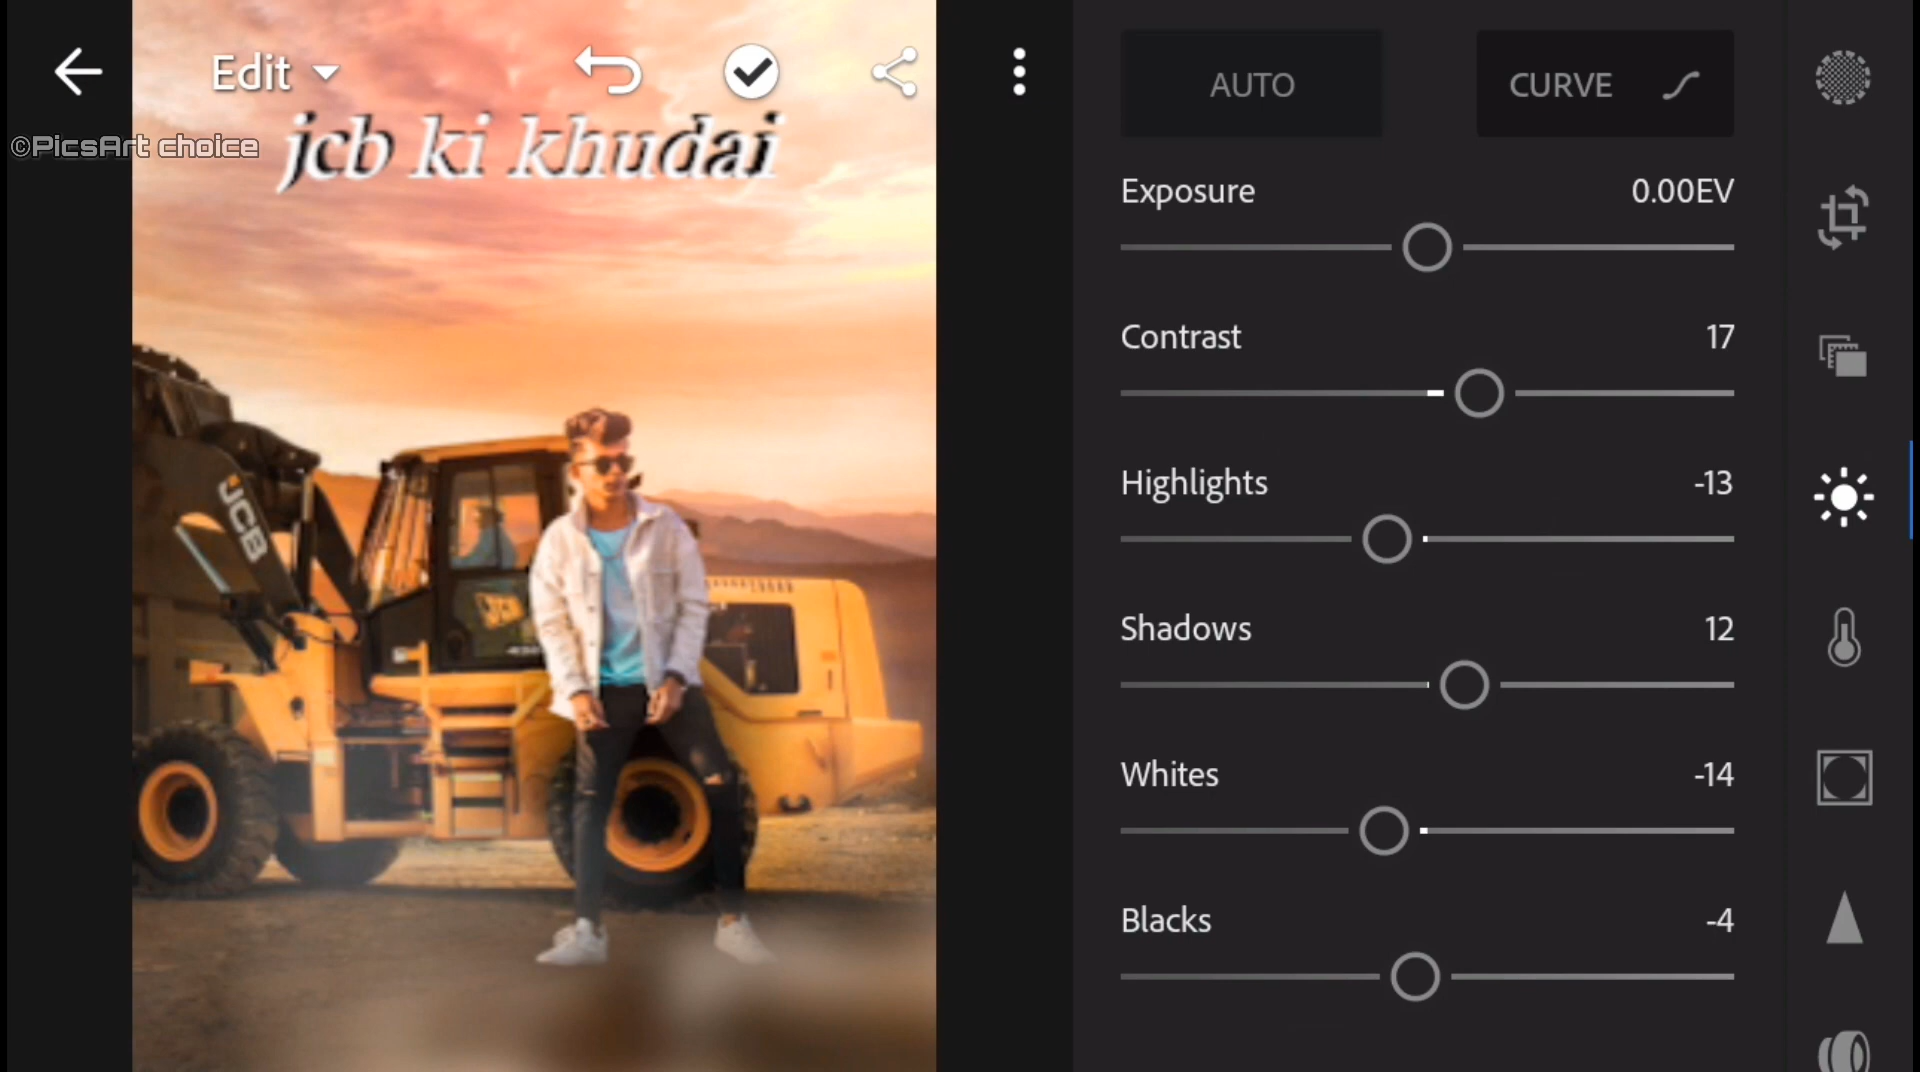 Edit
©PicsArt choice
jcb ki khudai
JCB
JCB
AUTO
CURVE
Exposure 0.00EV
Contrast 17
Highlights -13
Shadows 12
Whites -14
Blacks -4